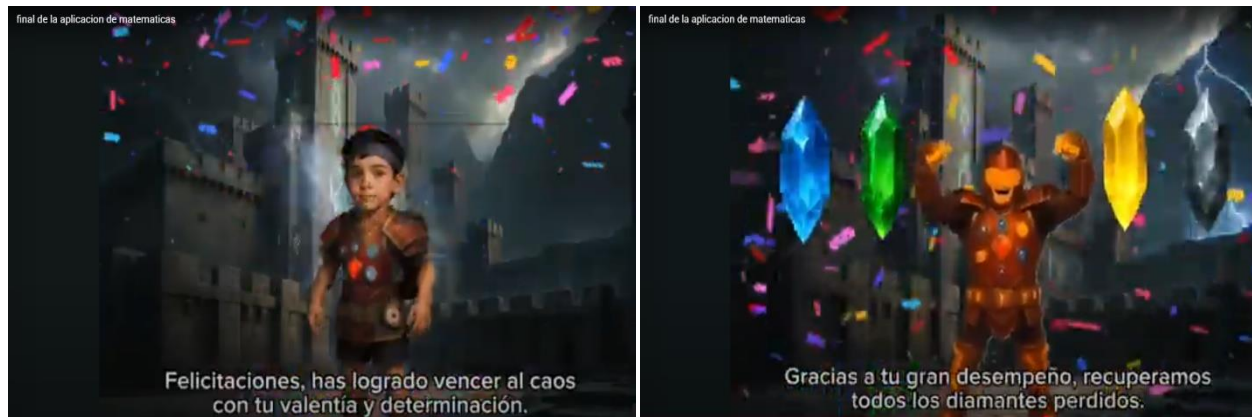 final de la aplicacion de matematicas
Felicitaciones, has logrado vencer al caos
con tu valentía y determinación.
final de la aplicacion de matematicas
Gracias a tu gran desempeño, recuperamos
todos los diamantes perdidos.